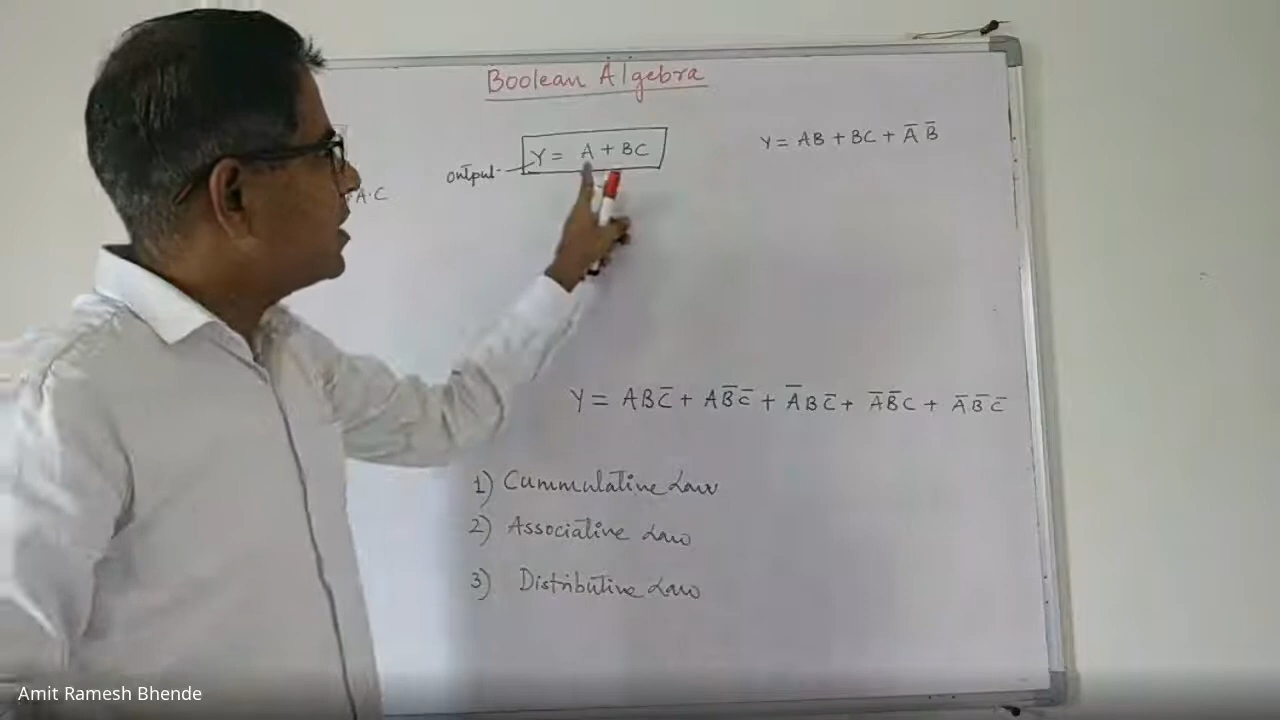 Boolean Algebra
Y = A + BC
output
A·C
Y = AB + BC + A̅ B̅
Y = ABC̅ + AB̅C̅ + A̅BC̅ + A̅B̅C + A̅B̅C̅
1) Cummulative Law
2) Associative Law
3) Distributive Law
Amit Ramesh Bhende